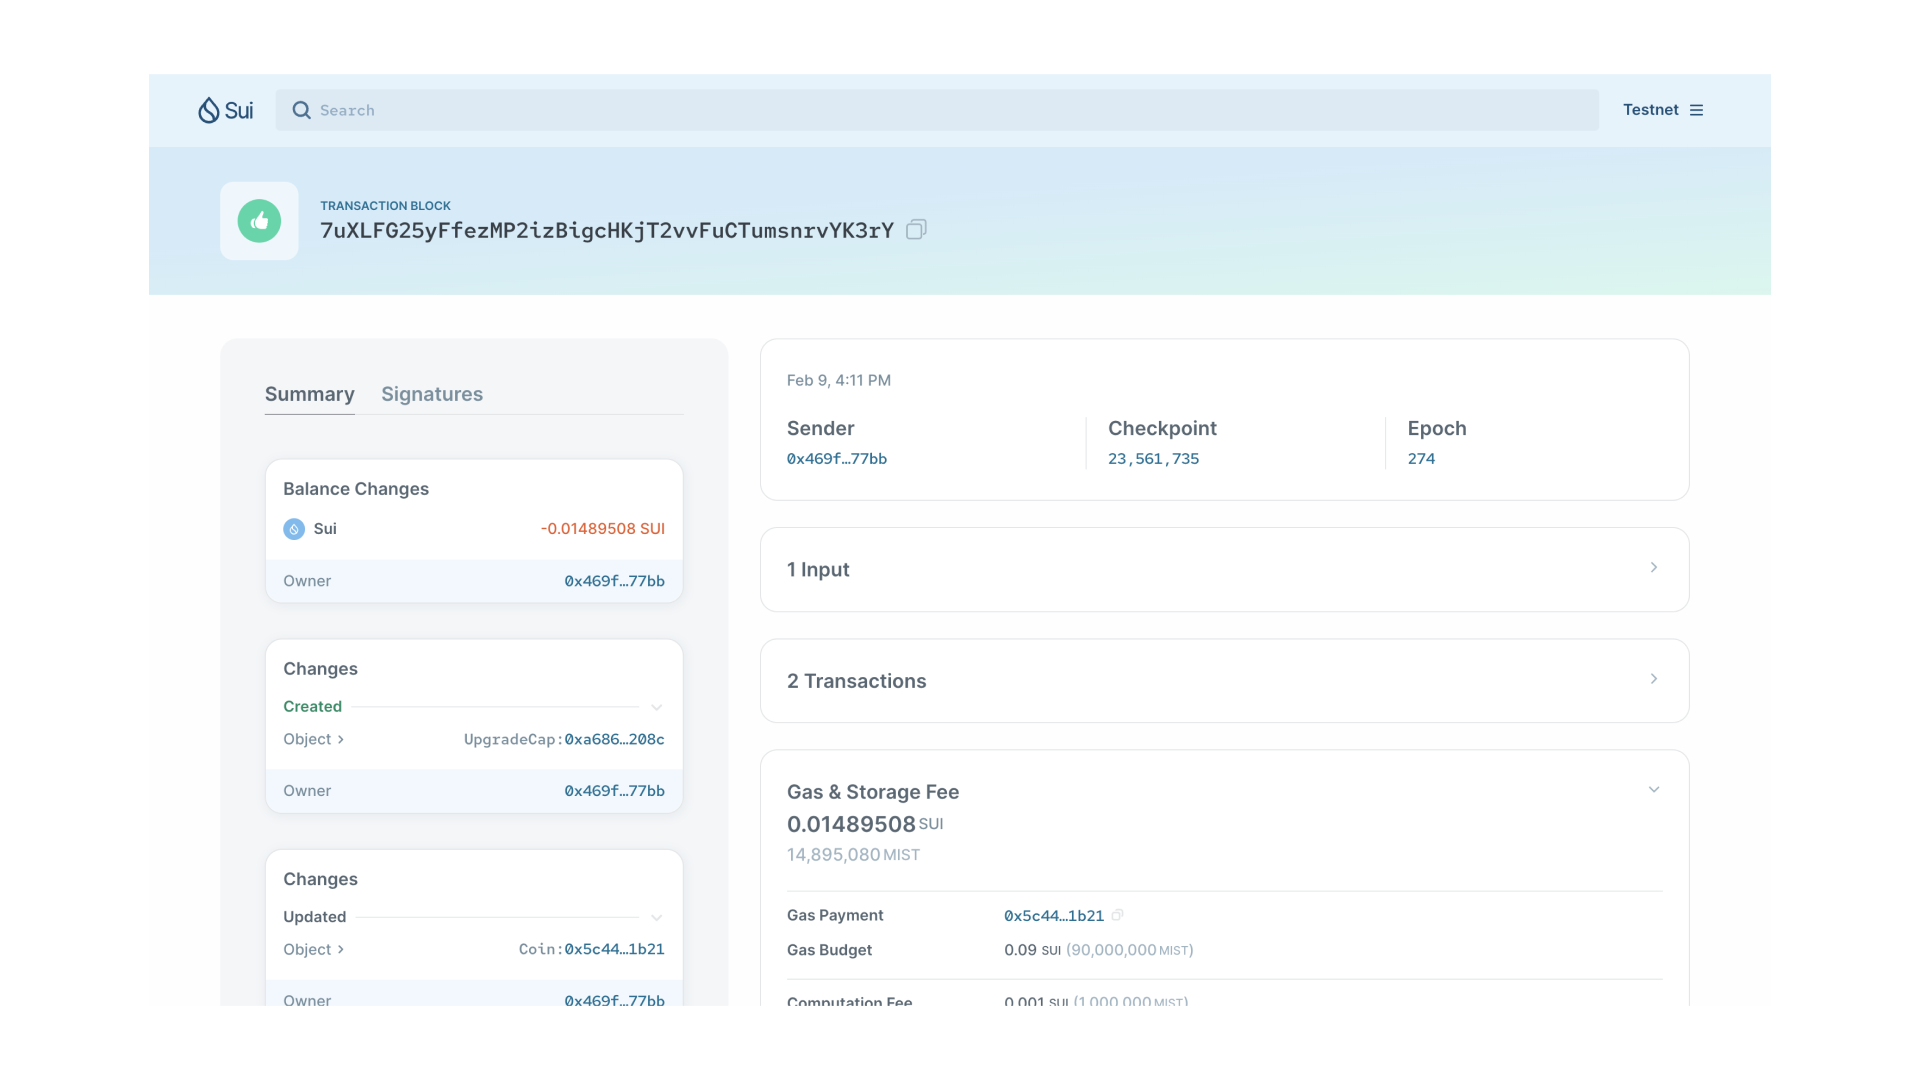 Sui
Search
Testnet
TRANSACTION BLOCK
7uXLFG25yFfezMP2izBigcHKjT2vvFuCTumsnrvYK3rY
Summary
Signatures
Balance Changes
Sui
-0.01489508 SUI
Owner
0x469f…77bb
Changes
Created
Object
UpgradeCap:0xa686…208c
Owner
0x469f…77bb
Changes
Updated
Object
Coin:0x5c44…1b21
Owner
0x469f…77bb
Feb 9, 4:11 PM
Sender
0x469f…77bb
Checkpoint
23,561,735
Epoch
274
1 Input
2 Transactions
Gas & Storage Fee
0.01489508 SUI
14,895,080 MIST
Gas Payment
0x5c44…1b21
Gas Budget
0.09 SUI (90,000,000 MIST)
Computation Fee
0.001 SUI (1,000,000 MIST)